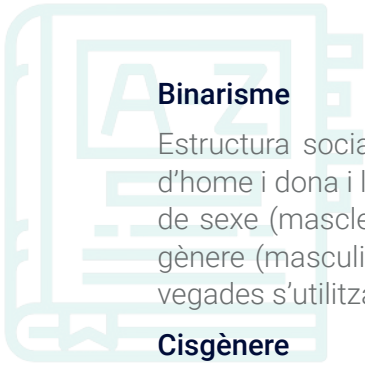 A Z
Binarisme
Estructura socia
d’home i dona i l
de sexe (mascle
gènere (masculi
vegades s’utilitza
Cisgènere